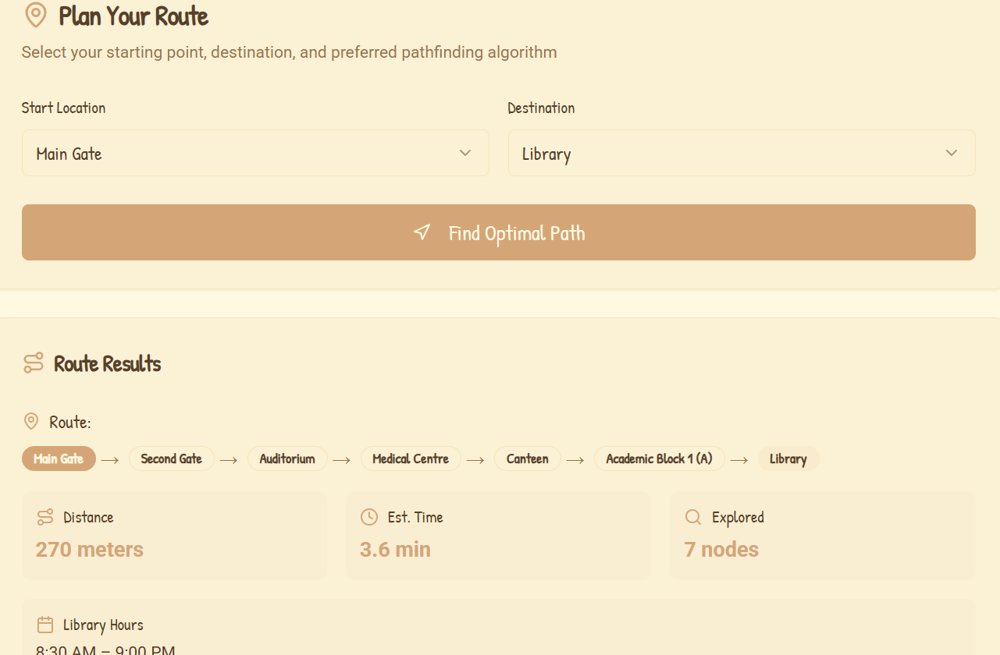 Plan Your Route
Select your starting point, destination, and preferred pathfinding algorithm
Start Location
Destination
Main Gate
Library
Find Optimal Path
Route Results
Route:
Main Gate → Second Gate → Auditorium → Medical Centre → Canteen → Academic Block 1 (A) → Library
Distance
270 meters
Est. Time
3.6 min
Explored
7 nodes
Library Hours
8:30 AM – 9:00 PM